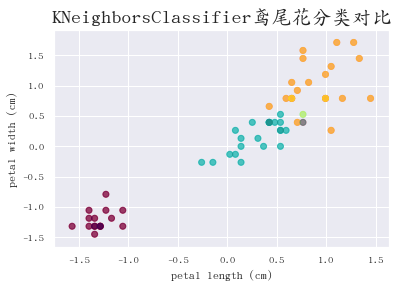 KNeighborsClassifier鸢尾花分类对比
1.5
1.0
0.5
0.0
-0.5
-1.0
-1.5
petal width (cm)
-1.5 -1.0 -0.5 0.0 0.5 1.0 1.5
petal length (cm)